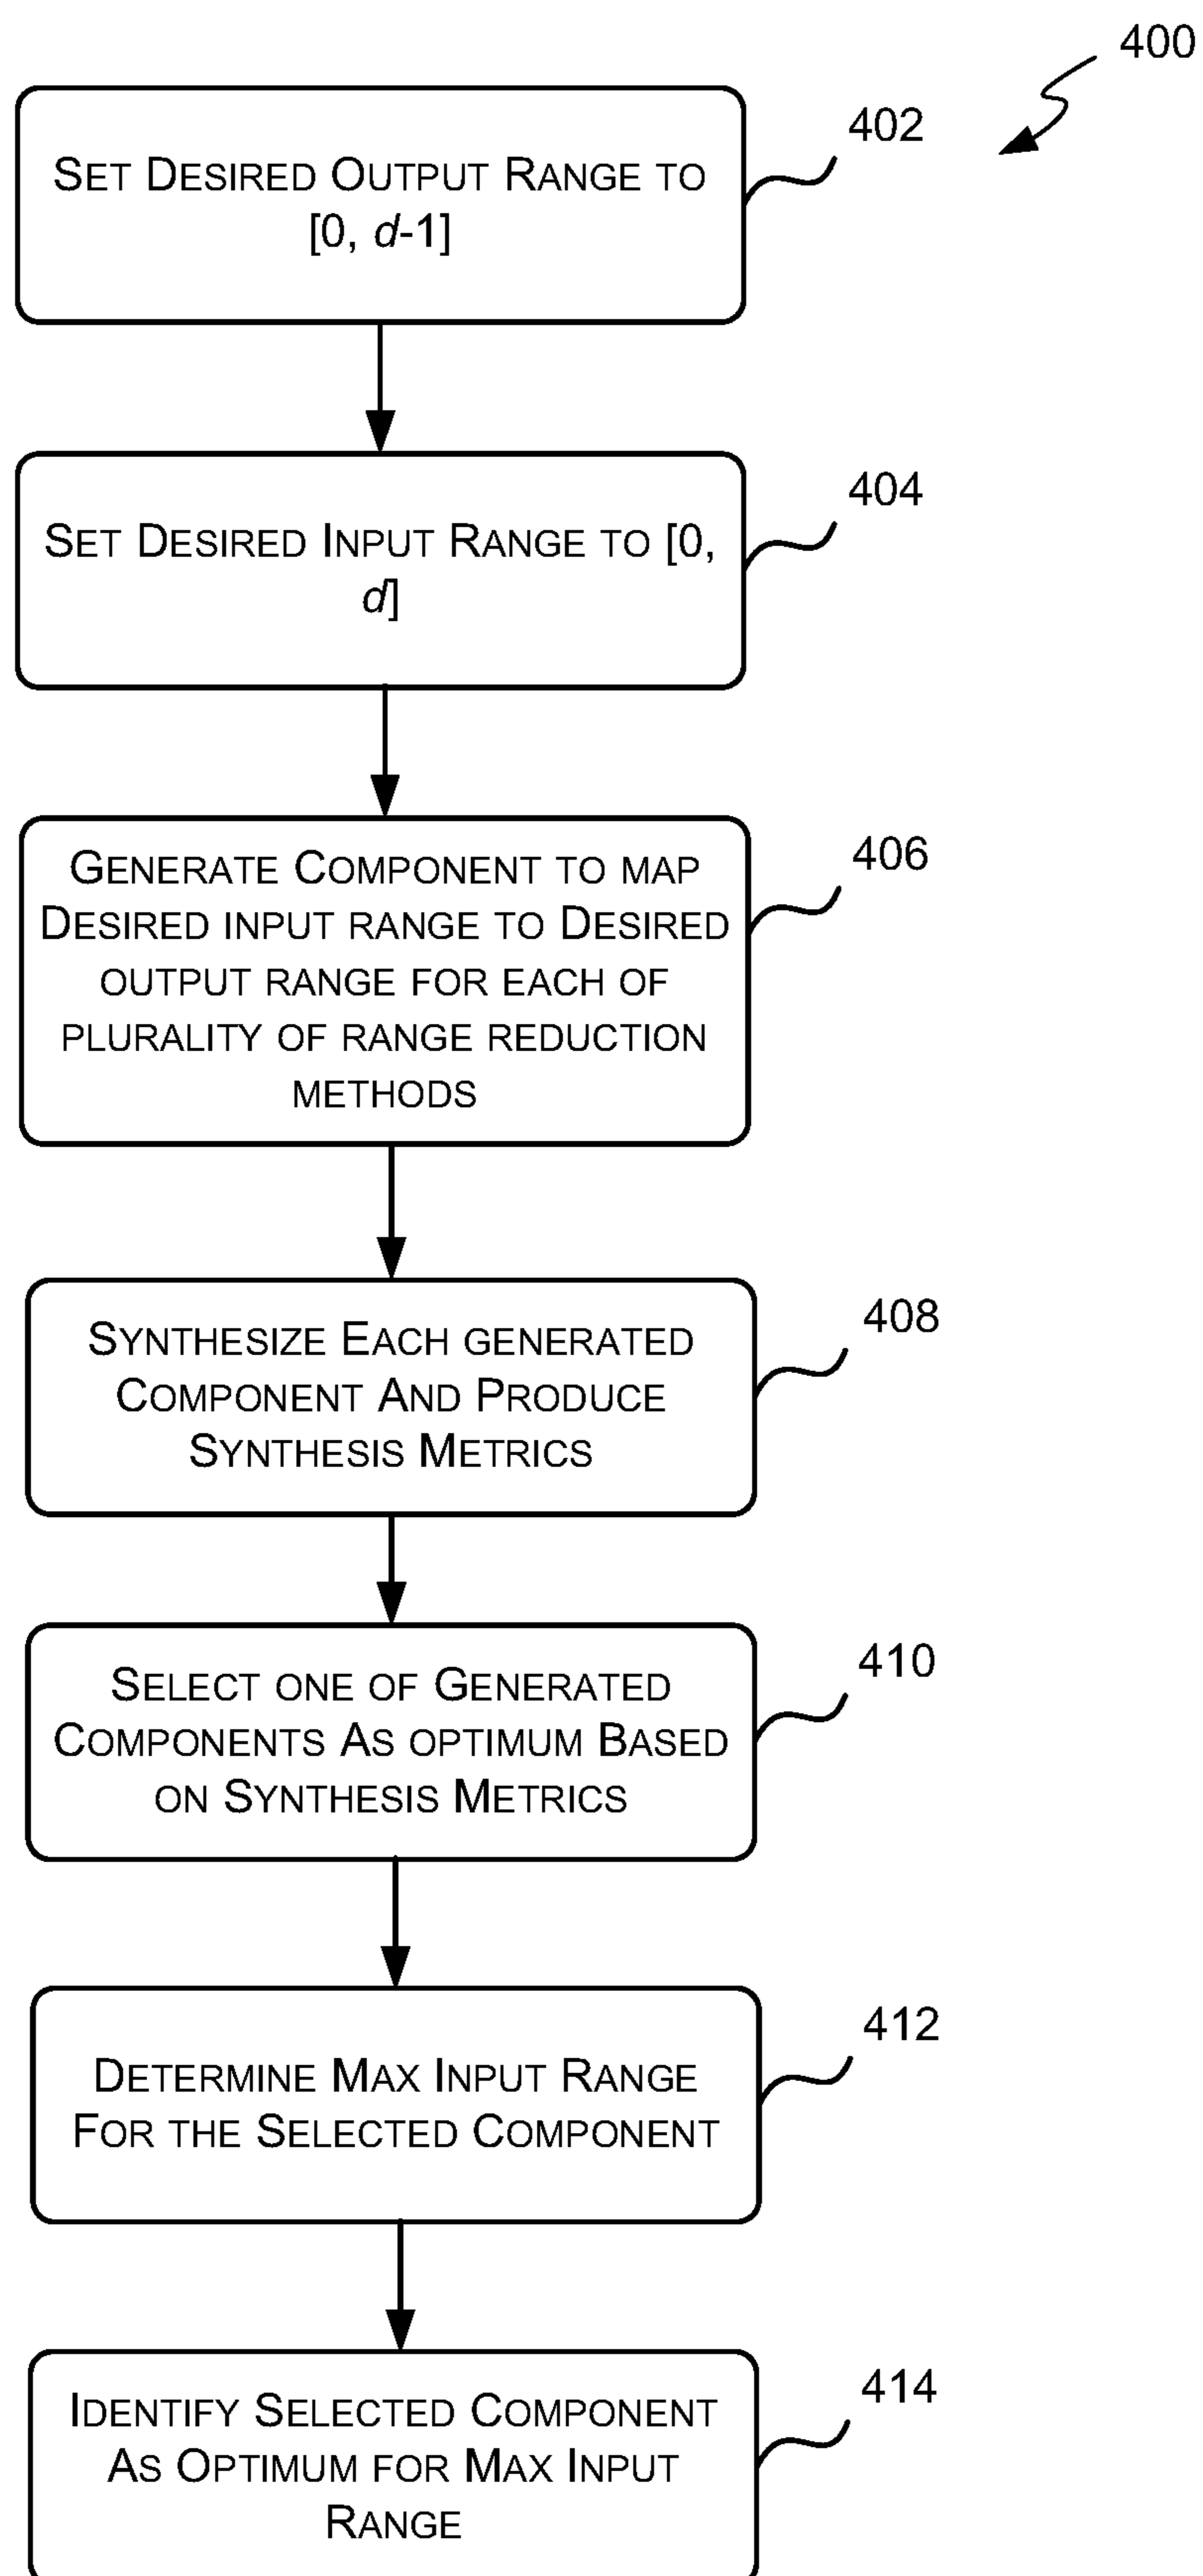 400
402
SET DESIRED OUTPUT RANGE TO
[0, d-1]
404
SET DESIRED INPUT RANGE TO [0,
d]
406
GENERATE COMPONENT TO MAP
DESIRED INPUT RANGE TO DESIRED
OUTPUT RANGE FOR EACH OF
PLURALITY OF RANGE REDUCTION
METHODS
408
SYNTHESIZE EACH GENERATED
COMPONENT AND PRODUCE
SYNTHESIS METRICS
410
SELECT ONE OF GENERATED
COMPONENTS AS OPTIMUM BASED
ON SYNTHESIS METRICS
412
DETERMINE MAX INPUT RANGE
FOR THE SELECTED COMPONENT
414
IDENTIFY SELECTED COMPONENT
AS OPTIMUM FOR MAX INPUT
RANGE